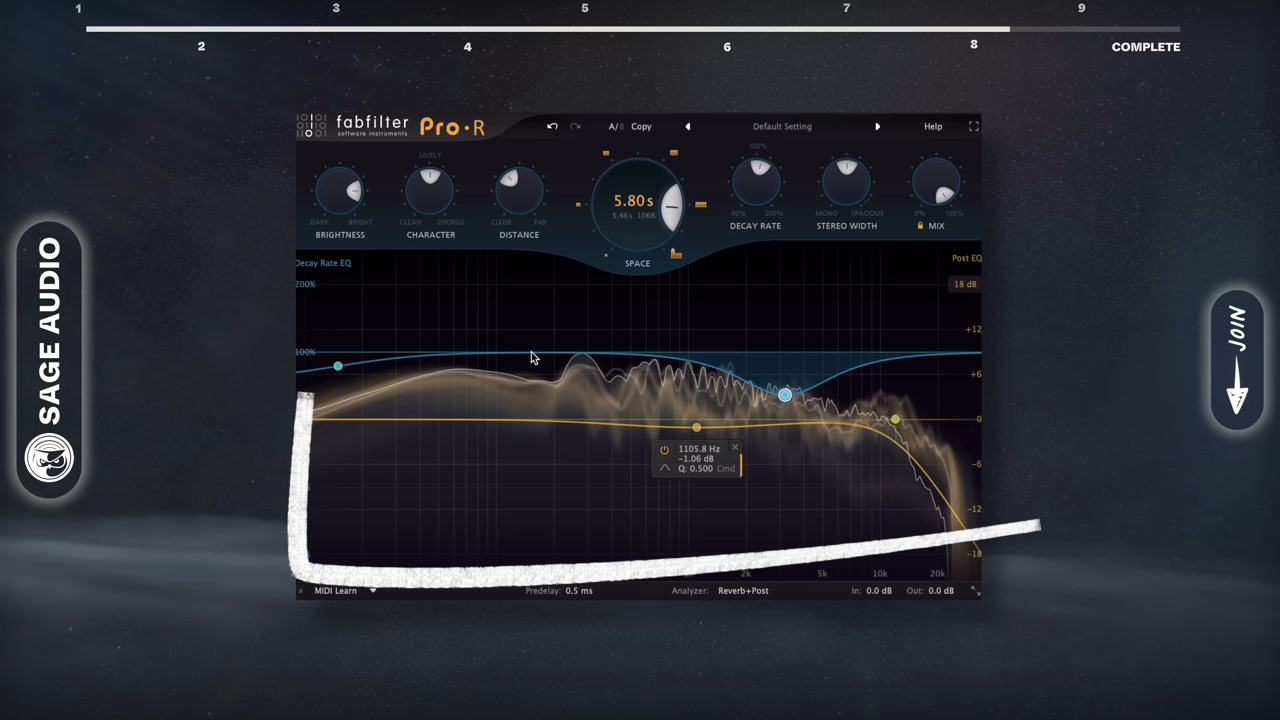 1 3 5 7 9
2 4 6 8 COMPLETE
SAGE AUDIO
JOIN
fabfilter
software instruments
Pro·R
A/B Copy
Default Setting
Help
LIVELY
100%
DARK BRIGHT
CLEAN CHORUS
CLOSE FAR
5.80 s
5.46 s 106%
50% 200%
MONO SPACIOUS
0% 100%
BRIGHTNESS
CHARACTER
DISTANCE
SPACE
DECAY RATE
STEREO WIDTH
MIX
Decay Rate EQ
Post EQ
200%
18 dB
+12
100%
+6
0
1105.8 Hz
-1.06 dB
Q: 0.500 Cmd
-6
-12
-18
2k 5k 10k 20k
MIDI Learn
Predelay: 0.5 ms
Analyzer: Reverb+Post
In: 0.0 dB
Out: 0.0 dB